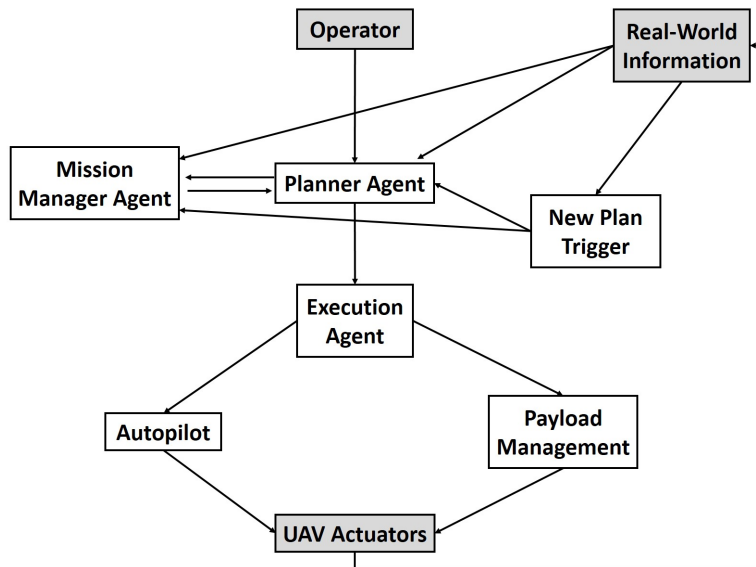 Operator
Real-World
Information
Mission
Manager Agent
Planner Agent
New Plan
Trigger
Execution
Agent
Autopilot
Payload
Management
UAV Actuators